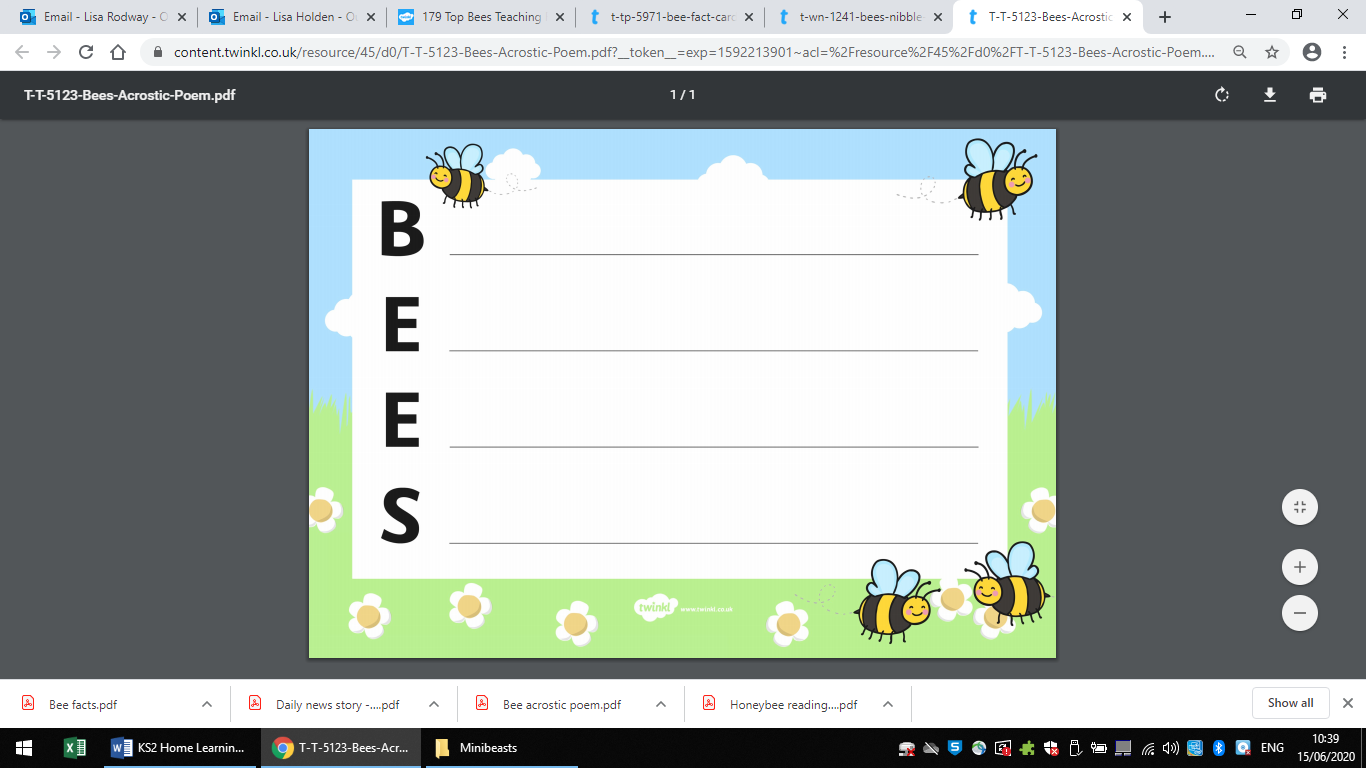 Email - Lisa Rodway - O
Email - Lisa Holden - O
179 Top Bees Teaching
t-tp-5971-bee-fact-card
t-wn-1241-bees-nibble
T-T-5123-Bees-Acrostic
content.twinkl.co.uk/resource/45/d0/T-T-5123-Bees-Acrostic-Poem.pdf?__token__=exp=1592213901~acl=%2Fresource%2F45%2Fd0%2FT-T-5123-Bees-Acrostic-Poem....
T-T-5123-Bees-Acrostic-Poem.pdf
1 / 1
B
E
E
S
twinkl www.twinkl.co.uk
Bee facts.pdf
Daily news story -....pdf
Bee acrostic poem.pdf
Honeybee reading....pdf
Show all
KS2 Home Learnin...
T-T-5123-Bees-Acr...
Minibeasts
ENG
10:39
15/06/2020